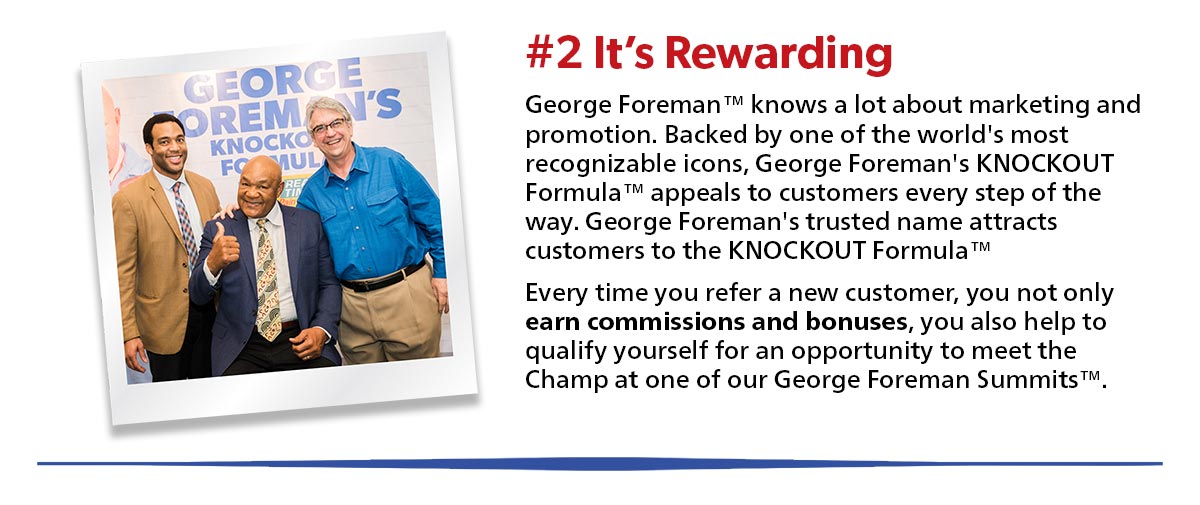 #2 It's Rewarding
George Foreman™ knows a lot about marketing and
promotion. Backed by one of the world's most
recognizable icons, George Foreman's KNOCKOUT
Formula™ appeals to customers every step of the
way. George Foreman's trusted name attracts
customers to the KNOCKOUT Formula™
Every time you refer a new customer, you not only
earn commissions and bonuses, you also help to
qualify yourself for an opportunity to meet the
Champ at one of our George Foreman Summits™.
GEORGE
FOREMAN'S
KNOCKO
FORMULA